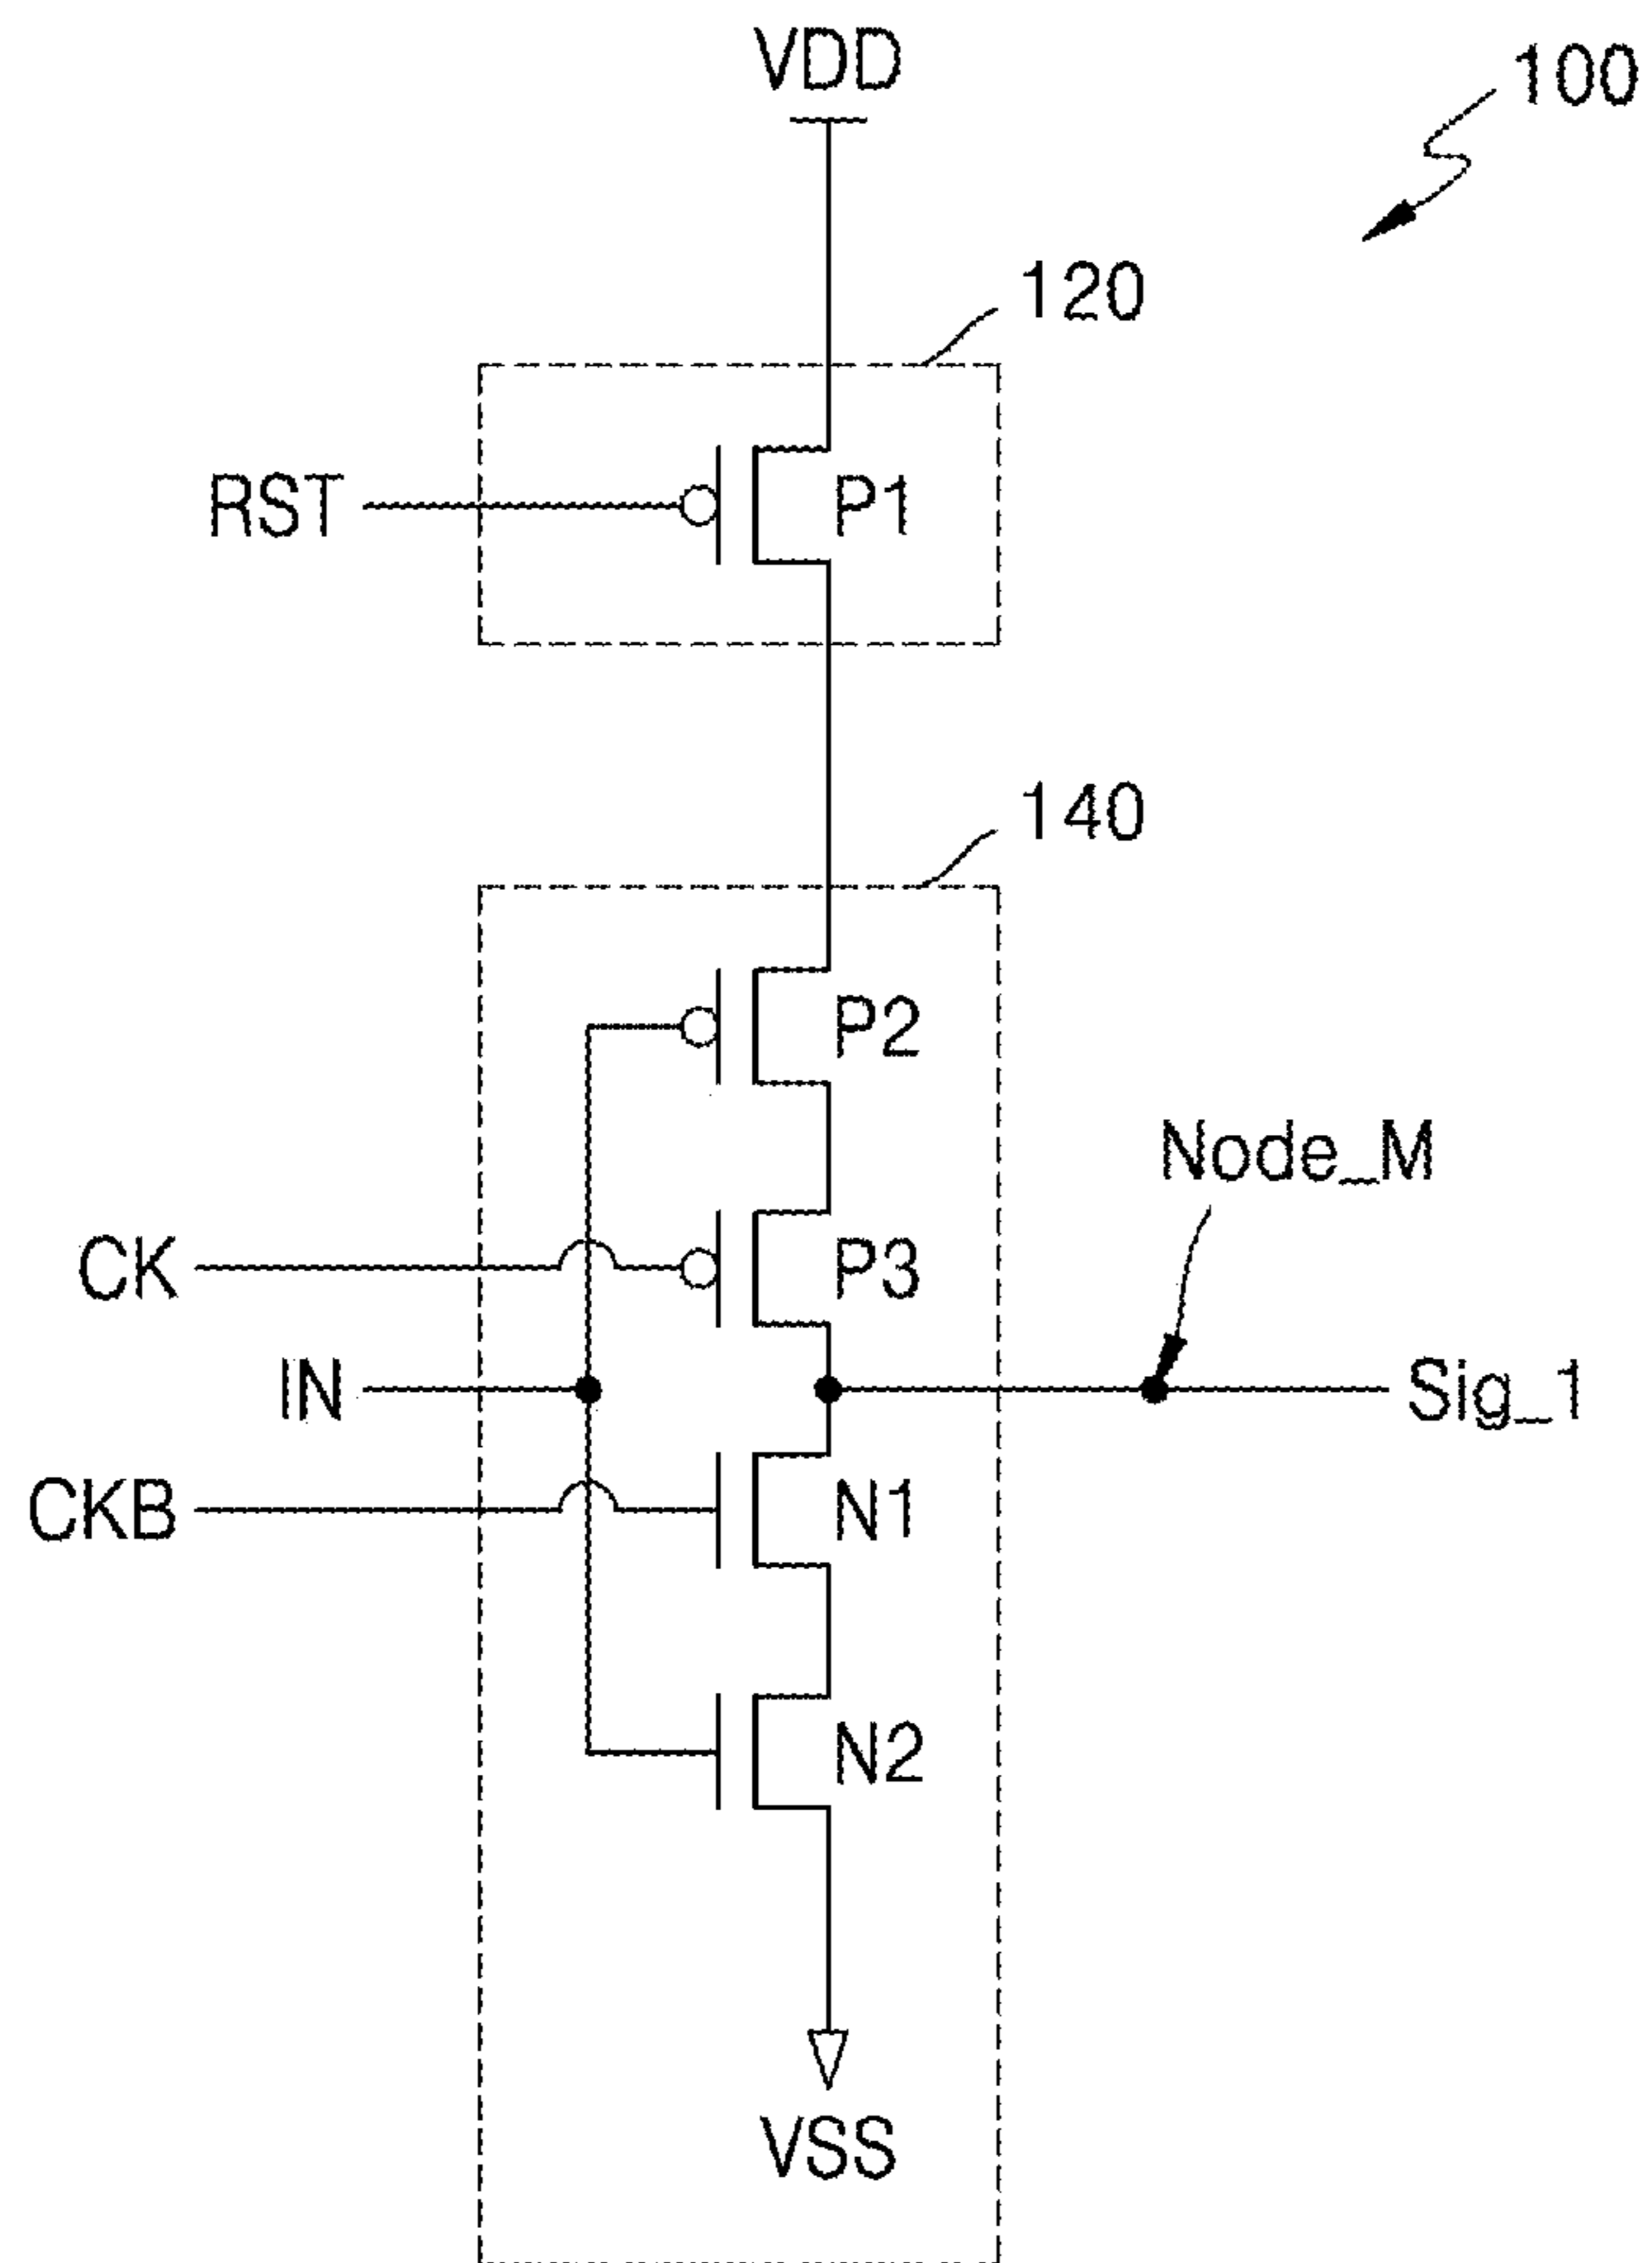 VDD
100
120
RST
P1
140
P2
Node_M
CK
P3
IN
Sig_1
CKB
N1
N2
VSS